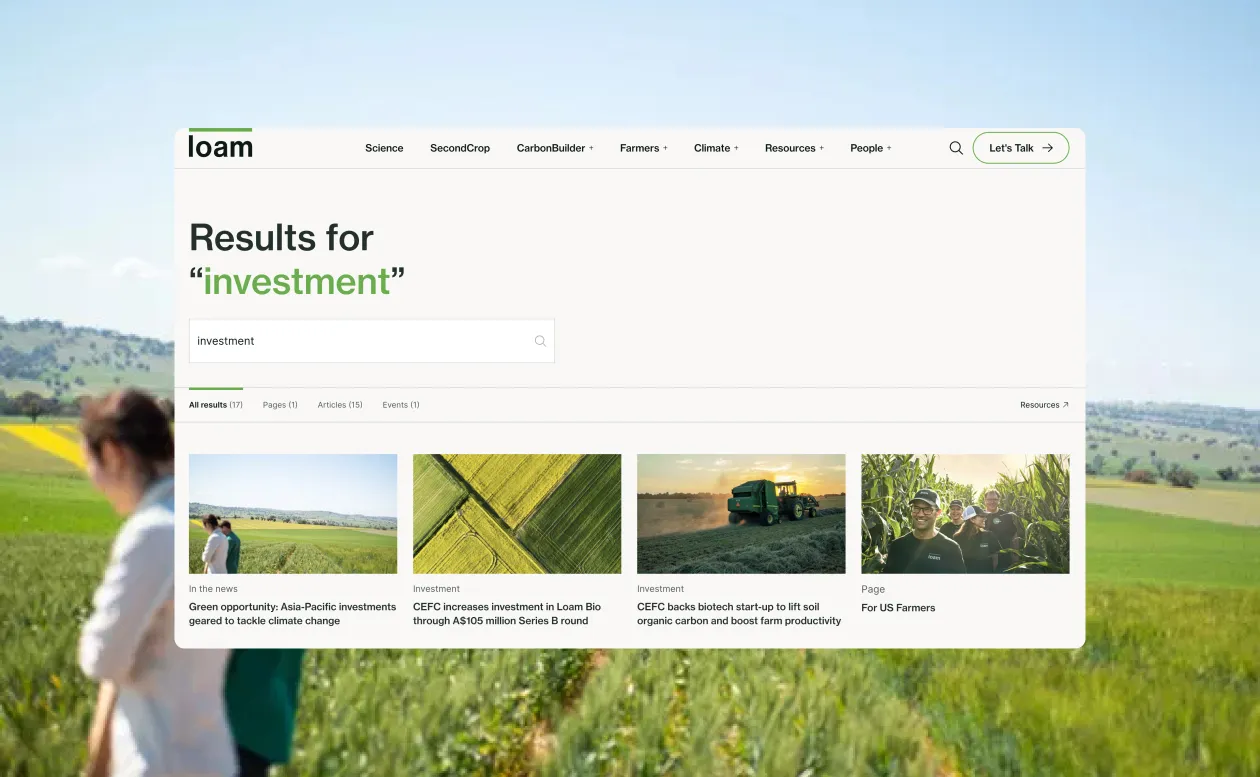 loam
Science SecondCrop CarbonBuilder + Farmers + Climate + Resources + People + Let's Talk →
Results for
“investment”
investment
All results (17) Pages (1) Articles (15) Events (1) Resources ↗
In the news
Green opportunity: Asia-Pacific investments
geared to tackle climate change
Investment
CEFC increases investment in Loam Bio
through A$105 million Series B round
Investment
CEFC backs biotech start-up to lift soil
organic carbon and boost farm productivity
loam
Page
For US Farmers